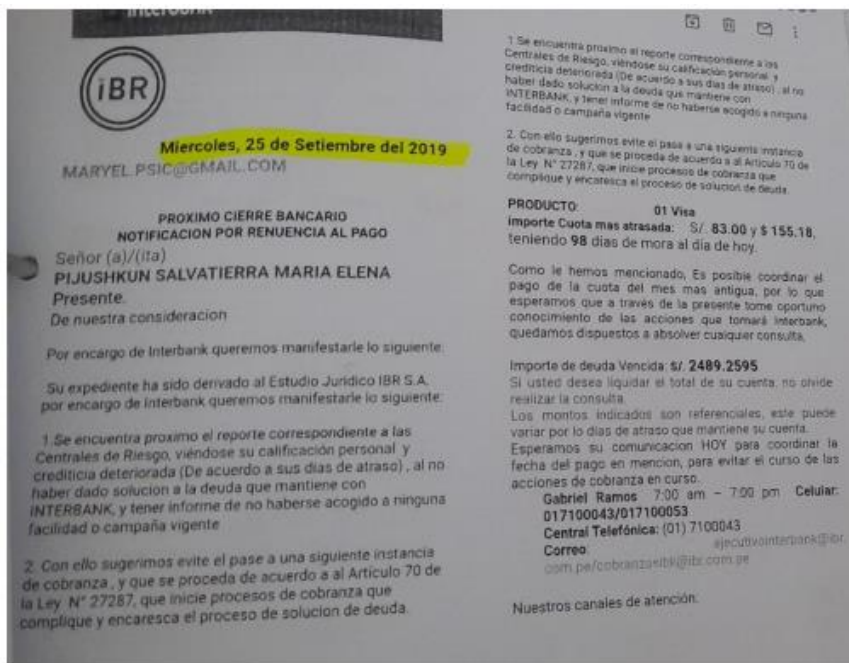 Interbank
iBR
Miercoles, 25 de Setiembre del 2019
MARYEL.PSIC@GMAIL.COM
PROXIMO CIERRE BANCARIO
NOTIFICACION POR RENUENCIA AL PAGO
Señor (a)/(ita)
PIJUSHKUN SALVATIERRA MARIA ELENA
Presente.
De nuestra consideracion
Por encargo de Interbank queremos manifestarle lo siguiente:
Su expediente ha sido derivado al Estudio Jurídico IBR S.A,
por encargo de Interbank queremos manifestarle lo siguiente:
1.Se encuentra proximo el reporte correspondiente a las
Centrales de Riesgo, viéndose su calificación personal y
crediticia deteriorada (De acuerdo a sus dias de atraso) , al no
haber dado solución a la deuda que mantiene con
INTERBANK, y tener informe de no haberse acogido a ninguna
facilidad o campaña vigente
2. Con ello sugerimos evite el pase a una siguiente instancia
de cobranza , y que se proceda de acuerdo a al Artículo 70 de
la Ley N° 27287, que inicie procesos de cobranza que
complique y encaresca el proceso de solucion de deuda.
1.Se encuentra proximo el reporte correspondiente a las
Centrales de Riesgo, viéndose su calificación personal y
crediticia deteriorada (De acuerdo a sus dias de atraso) , al no
haber dado solución a la deuda que mantiene con
INTERBANK, y tener informe de no haberse acogido a ninguna
facilidad o campaña vigente
2. Con ello sugerimos evite el pase a una siguiente instancia
de cobranza , y que se proceda de acuerdo a al Artículo 70 de
la Ley N° 27287, que inicie procesos de cobranza que
complique y encaresca el proceso de solucion de deuda.
PRODUCTO: 01 Visa
importe Cuota mas atrasada: S/. 83.00 y $ 155.18,
teniendo 98 dias de mora al día de hoy.
Como le hemos mencionado, Es posible coordinar el
pago de la cuota del mes mas antigua, por lo que
esperamos que a través de la presente tome oportuno
conocimiento de las acciones que tomará Interbank,
quedamos dispuestos a absolver cualquier consulta,
Importe de deuda Vencida: S/. 2489.2595
Si usted desea liquidar el total de su cuenta, no olvide
realizar la consulta.
Los montos indicados son referenciales, este puede
variar por lo dias de atraso que mantiene su cuenta.
Esperamos su comunicación HOY para coordinar la
fecha del pago en mencion, para evitar el curso de las
acciones de cobranza en curso.
Gabriel Ramos 7:00 am – 7:00 pm Celular:
017100043/017100053
Central Telefónica: (01) 7100043
Correo: ejecutivointerbank@ibr.
com.pe/cobranzasibk@ibr.com.pe
Nuestros canales de atención: